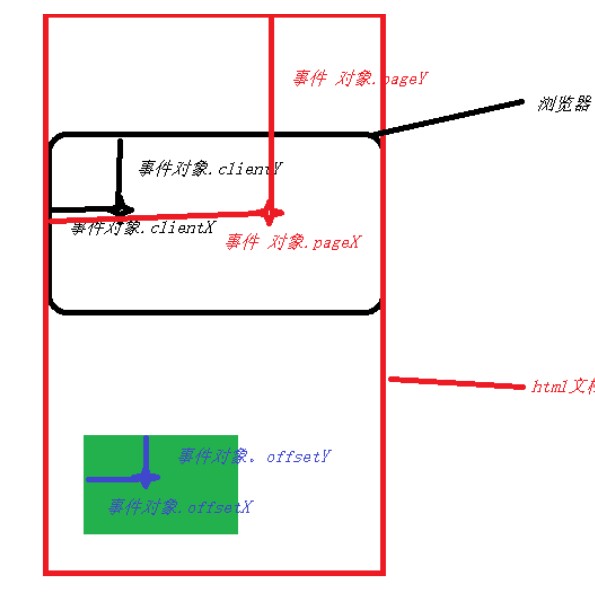 事件 对象.pageY
浏览器
事件对象.clientY
事件对象.clientX
事件 对象.pageX
html文档
事件对象. offsetY
事件对象.offsetX